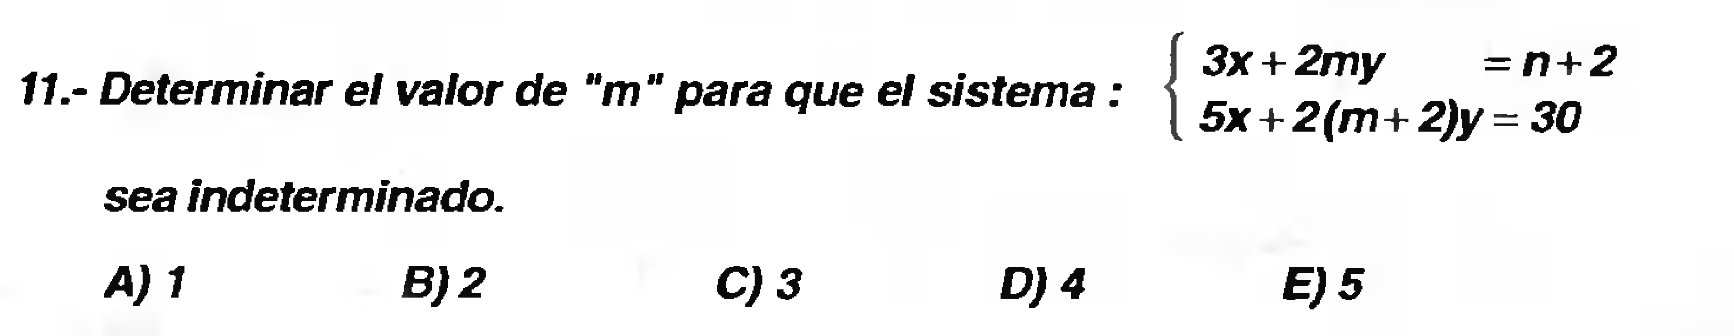 11.- Determinar el valor de "m" para que el sistema : { 3x + 2my = n + 2
5x + 2(m + 2)y = 30
sea indeterminado.
A) 1 B) 2 C) 3 D) 4 E) 5